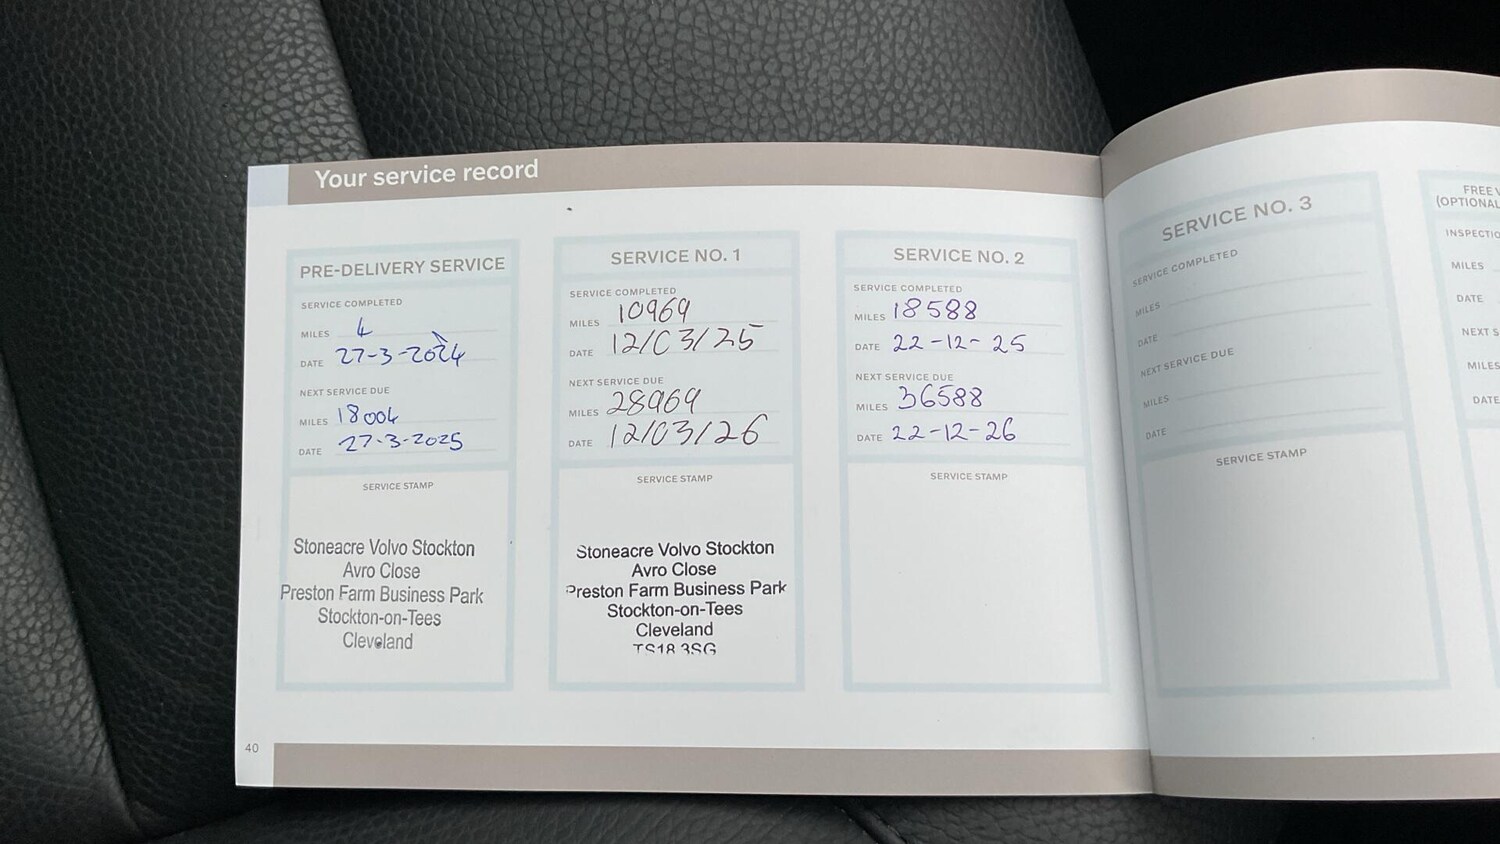 Your service record
PRE-DELIVERY SERVICE
SERVICE COMPLETED
MILES 4
DATE 27-3-2024
NEXT SERVICE DUE
MILES 18004
DATE 27-3-2025
SERVICE STAMP
Stoneacre Volvo Stockton
Avro Close
Preston Farm Business Park
Stockton-on-Tees
Cleveland
SERVICE NO. 1
SERVICE COMPLETED
MILES 10969
DATE 12/03/25
NEXT SERVICE DUE
MILES 28969
DATE 12/03/26
SERVICE STAMP
Stoneacre Volvo Stockton
Avro Close
Preston Farm Business Park
Stockton-on-Tees
Cleveland
TS18 3SG
SERVICE NO. 2
SERVICE COMPLETED
MILES 18588
DATE 22-12-25
NEXT SERVICE DUE
MILES 36588
DATE 22-12-26
SERVICE STAMP
40
SERVICE NO. 3
SERVICE COMPLETED
MILES
DATE
NEXT SERVICE DUE
MILES
DATE
SERVICE STAMP
FREE
(OPTIONAL
MILES
DATE
NEXT
MILES
DATE